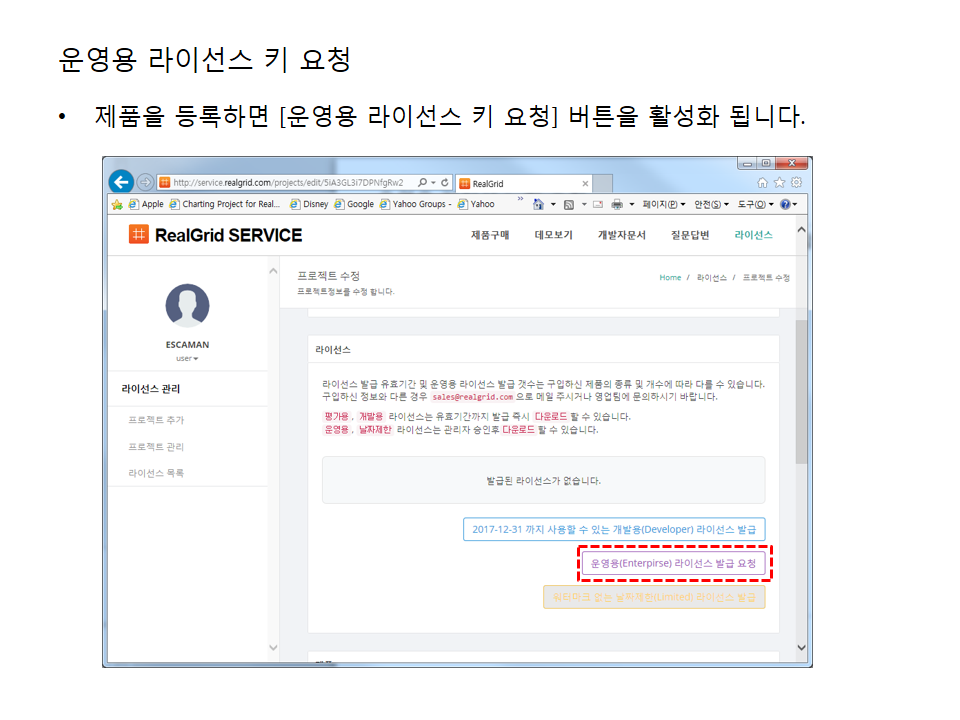 운영용 라이선스 키 요청
• 제품을 등록하면 [운영용 라이선스 키 요청] 버튼을 활성화 됩니다.
http://service.realgrid.com/projects/edit/5IA3GL3i7DPNfgRw2
RealGrid
Apple Charting Project for Real... Disney Google Yahoo Groups - Yahoo » 페이지(P) 안전(S) 도구(O)
RealGrid SERVICE 제품구매 데모보기 개발자문서 질문답변 라이선스
ESCAMAN
user
라이선스 관리
프로젝트 추가
프로젝트 관리
라이선스 목록
프로젝트 수정
프로젝트정보를 수정 합니다.
Home / 라이선스 / 프로젝트 수정
라이선스
라이선스 발급 유효기간 및 운영용 라이선스 발급 갯수는 구입하신 제품의 종류 및 개수에 따라 다를 수 있습니다.
구입하신 정보와 다른 경우 sales@realgrid.com 으로 메일 주시거나 영업팀에 문의하시기 바랍니다.
평가용, 개발용 라이선스는 유효기간까지 발급 즉시 다운로드 할 수 있습니다.
운영용, 날짜제한 라이선스는 관리자 승인후 다운로드 할 수 있습니다.
발급된 라이선스가 없습니다.
2017-12-31 까지 사용할 수 있는 개발용(Developer) 라이선스 발급
운영용(Enterpirse) 라이선스 발급 요청
워터마크 없는 날짜제한(Limited) 라이선스 발급